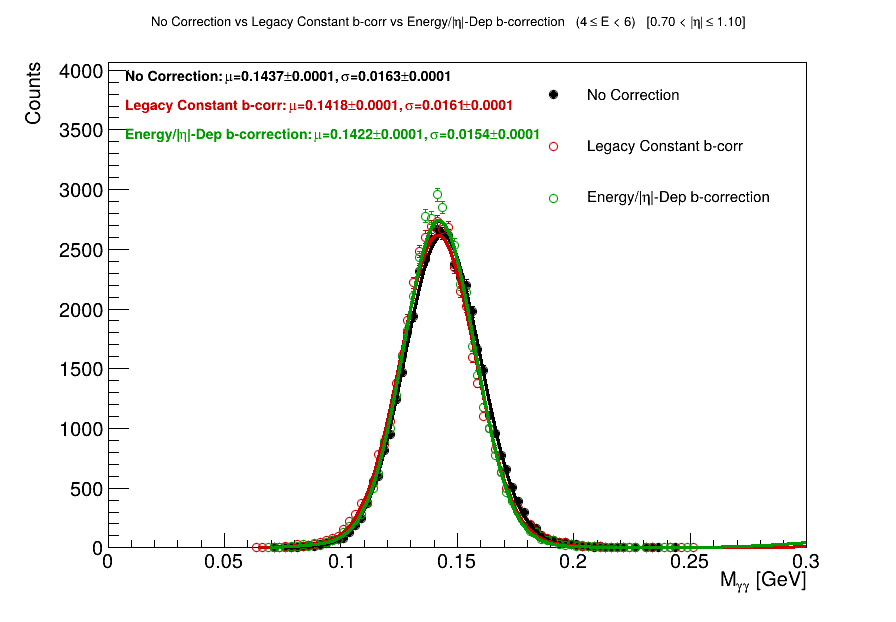 No Correction vs Legacy Constant b-corr vs Energy/|η|-Dep b-correction (4 ≤ E < 6) [0.70 < |η| ≤ 1.10]
Counts
4000
3500
3000
2500
2000
1500
1000
500
0
No Correction: μ=0.1437±0.0001, σ=0.0163±0.0001
Legacy Constant b-corr: μ=0.1418±0.0001, σ=0.0161±0.0001
Energy/|η|-Dep b-correction: μ=0.1422±0.0001, σ=0.0154±0.0001
No Correction
Legacy Constant b-corr
Energy/|η|-Dep b-correction
0 0.05 0.1 0.15 0.2 0.25 0.3
M_γγ [GeV]